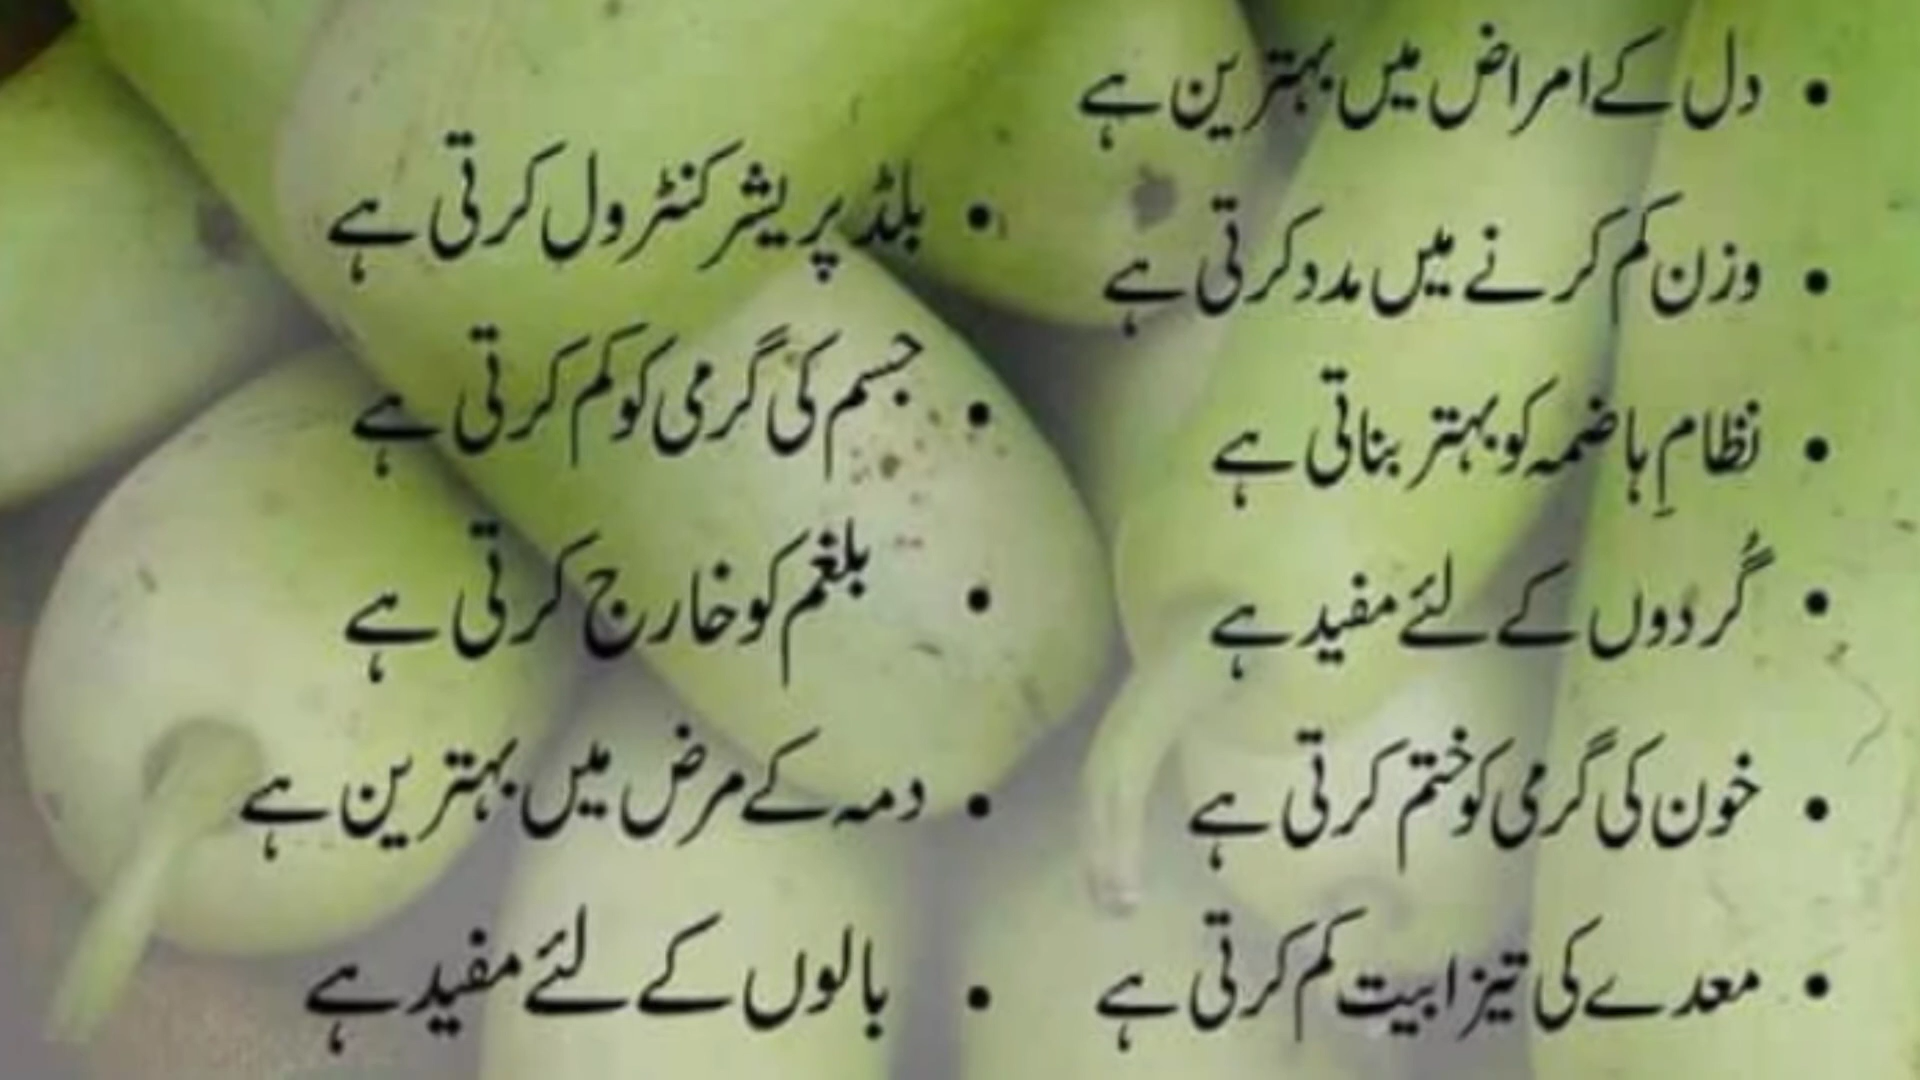 • دل کے امراض میں بہترین ہے
• وزن کم کرنے میں مدد کرتی ہے
• نظامِ ہاضمہ کو بہتر بناتی ہے
• گُردوں کے لئے مفید ہے
• خون کی گرمی کو ختم کرتی ہے
• معدے کی تیزابیت کم کرتی ہے
• بلڈ پریشر کنٹرول کرتی ہے
• جسم کی گرمی کو کم کرتی ہے
• بلغم کو خارج کرتی ہے
• دمہ کے مرض میں بہترین ہے
• بالوں کے لئے مفید ہے